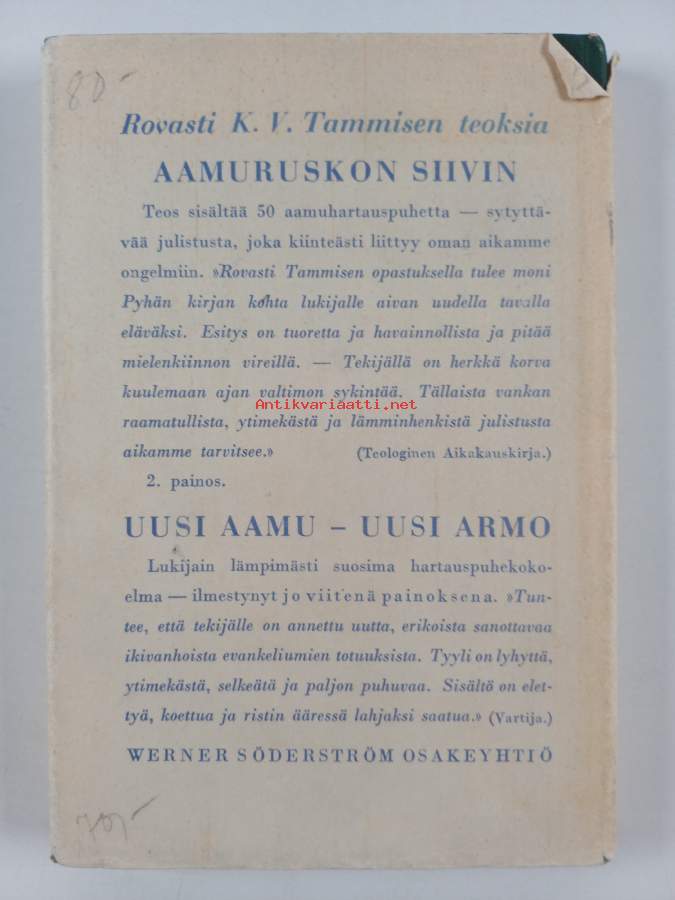 80-
Rovasti K. V. Tammisen teoksia
AAMURUSKON SIIVIN
Teos sisältää 50 aamuhartauspuhetta — sytyttä-
vää julistusta, joka kiinteästi liittyy oman aikamme
ongelmiin. »Rovasti Tammisen opastuksella tulee moni
Pyhän kirjan kohta lukijalle aivan uudella tavalla
eläväksi. Esitys on tuoretta ja havainnollista ja pitää
mielenkiinnon vireillä. — Tekijällä on herkkä korva
kuulemaan ajan valtimon sykintää. Tällaista vankan
Antikvariaatti.net
raamatullista, ytimekästä ja lämminhenkistä julistusta
aikamme tarvitsee.» (Teologinen Aikakauskirja.)
2. painos.
UUSI AAMU – UUSI ARMO
Lukijain lämpimästi suosima hartauspuhekoko-
elma — ilmestynyt jo viitenä painoksena. »Tun-
tee, että tekijälle on annettu uutta, erikoista sanottavaa
ikivanhoista evankeliumien totuuksista. Tyyli on lyhyttä,
ytimekästä, selkeätä ja paljon puhuvaa. Sisältö on elet-
tyä, koettua ja ristin ääressä lahjaksi saatua.» (Vartija.)
WERNER SÖDERSTRÖM OSAKEYHTIÖ